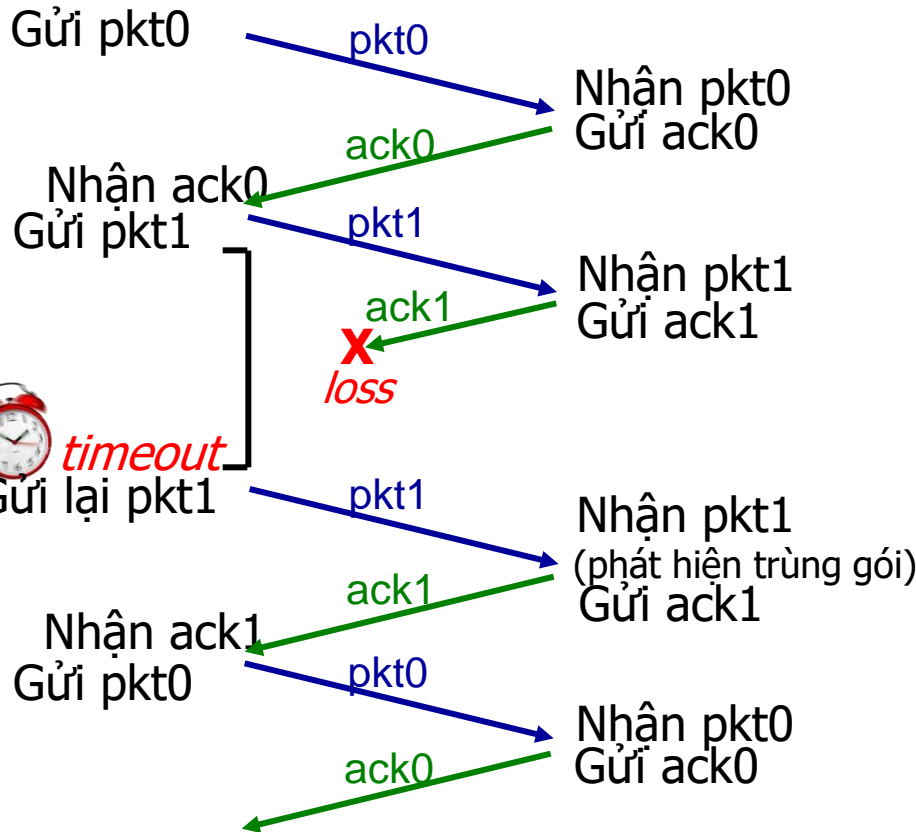 Gửi pkt0
pkt0
Nhận pkt0
Gửi ack0
ack0
Nhận ack0
Gửi pkt1
pkt1
Nhận pkt1
Gửi ack1
ack1
X
loss
timeout
Gửi lại pkt1
pkt1
Nhận pkt1
(phát hiện trùng gói)
Gửi ack1
ack1
Nhận ack1
Gửi pkt0
pkt0
Nhận pkt0
Gửi ack0
ack0